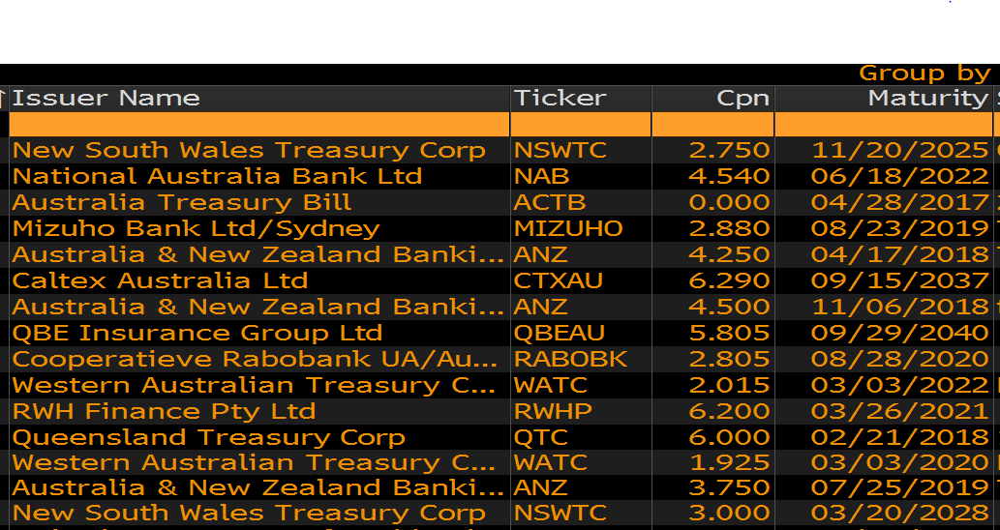 Group by
↑ Issuer Name Ticker Cpn Maturity
New South Wales Treasury Corp NSWTC 2.750 11/20/2025
National Australia Bank Ltd NAB 4.540 06/18/2022
Australia Treasury Bill ACTB 0.000 04/28/2017
Mizuho Bank Ltd/Sydney MIZUHO 2.880 08/23/2019
Australia & New Zealand Banki... ANZ 4.250 04/17/2018
Caltex Australia Ltd CTXAU 6.290 09/15/2037
Australia & New Zealand Banki... ANZ 4.500 11/06/2018
QBE Insurance Group Ltd QBEAU 5.805 09/29/2040
Cooperatieve Rabobank UA/Au... RABOBK 2.805 08/28/2020
Western Australian Treasury C... WATC 2.015 03/03/2022
RWH Finance Pty Ltd RWHP 6.200 03/26/2021
Queensland Treasury Corp QTC 6.000 02/21/2018
Western Australian Treasury C... WATC 1.925 03/03/2020
Australia & New Zealand Banki... ANZ 3.750 07/25/2019
New South Wales Treasury Corp NSWTC 3.000 03/20/2028